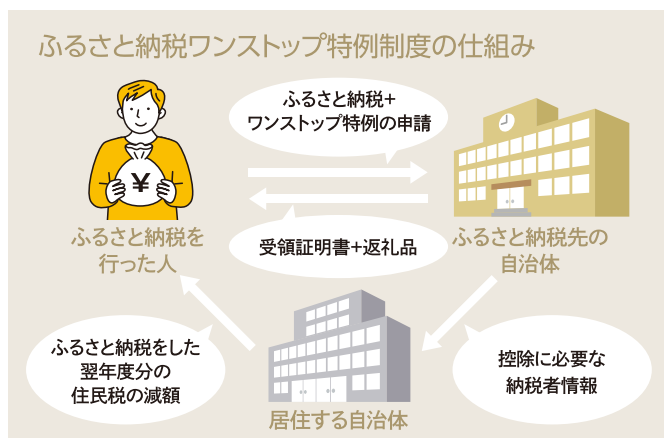 ふるさと納税ワンストップ特例制度の仕組み
ふるさと納税+
ワンストップ特例の申請
¥
ふるさと納税を
行った人
受領証明書+返礼品
ふるさと納税先の
自治体
ふるさと納税をした
翌年度分の
住民税の減額
控除に必要な
納税者情報
居住する自治体